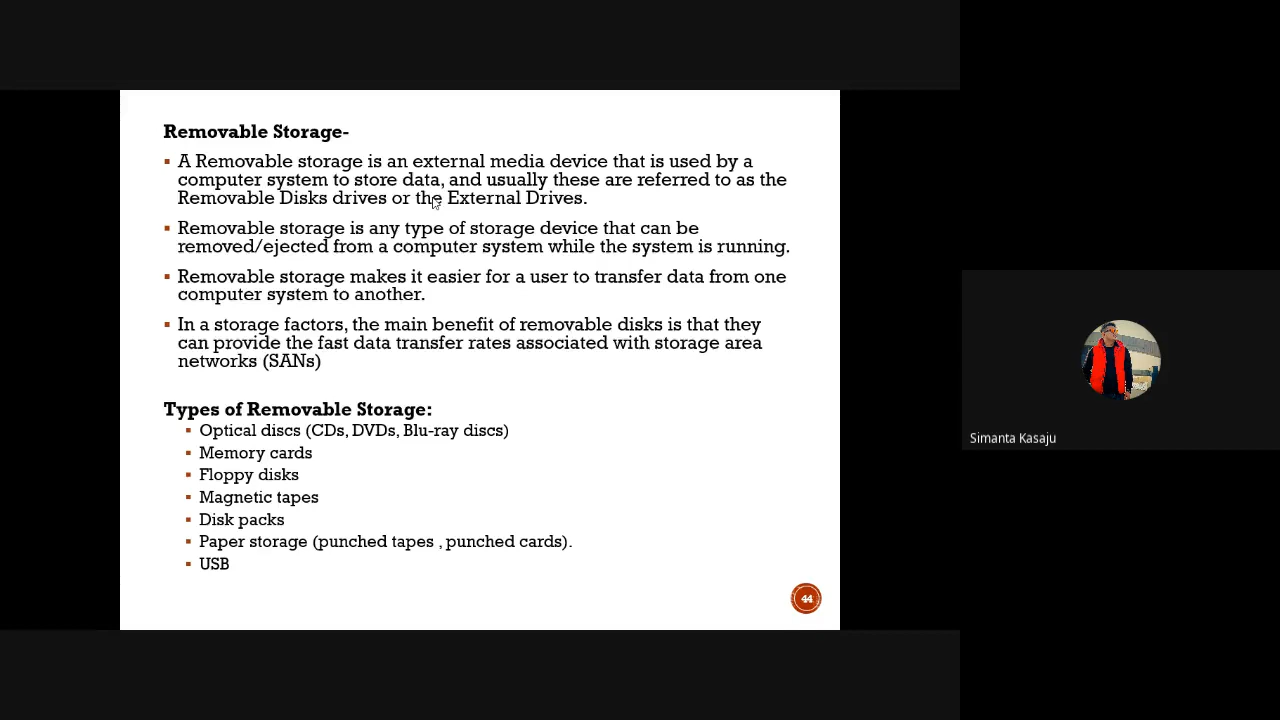 Removable Storage-
▪ A Removable storage is an external media device that is used by a
computer system to store data, and usually these are referred to as the
Removable Disks drives or the External Drives.
▪ Removable storage is any type of storage device that can be
removed/ejected from a computer system while the system is running.
▪ Removable storage makes it easier for a user to transfer data from one
computer system to another.
▪ In a storage factors, the main benefit of removable disks is that they
can provide the fast data transfer rates associated with storage area
networks (SANs)
Types of Removable Storage:
▪ Optical discs (CDs, DVDs, Blu-ray discs)
▪ Memory cards
▪ Floppy disks
▪ Magnetic tapes
▪ Disk packs
▪ Paper storage (punched tapes , punched cards).
▪ USB
44
Simanta Kasaju